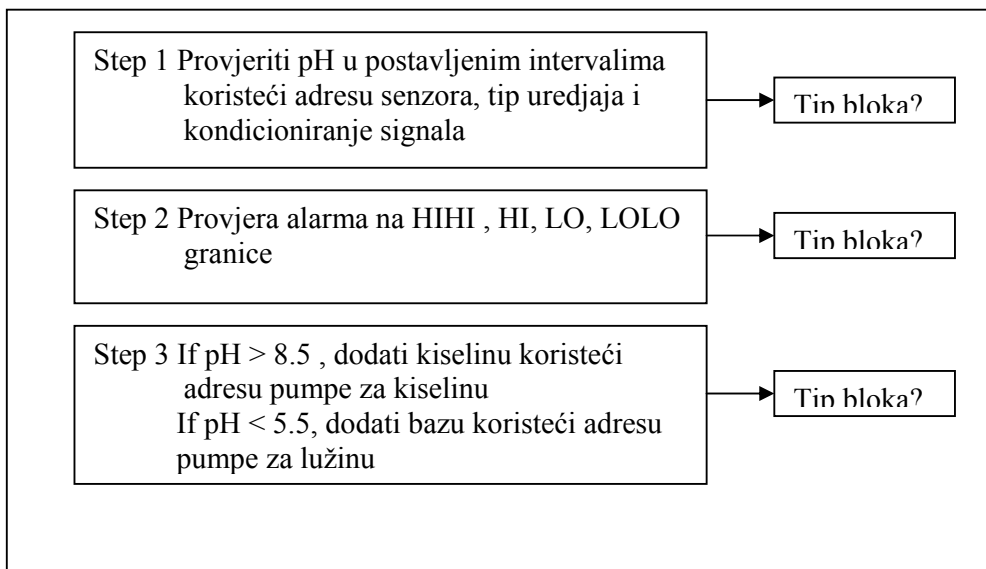 Step 1 Provjeriti pH u postavljenim intervalima
koristeći adresu senzora, tip uredjaja i
kondicioniranje signala
Tip bloka?
Step 2 Provjera alarma na HIHI , HI, LO, LOLO
granice
Tip bloka?
Step 3 If pH > 8.5 , dodati kiselinu koristeći
adresu pumpe za kiselinu
If pH < 5.5, dodati bazu koristeći adresu
pumpe za lužinu
Tip bloka?